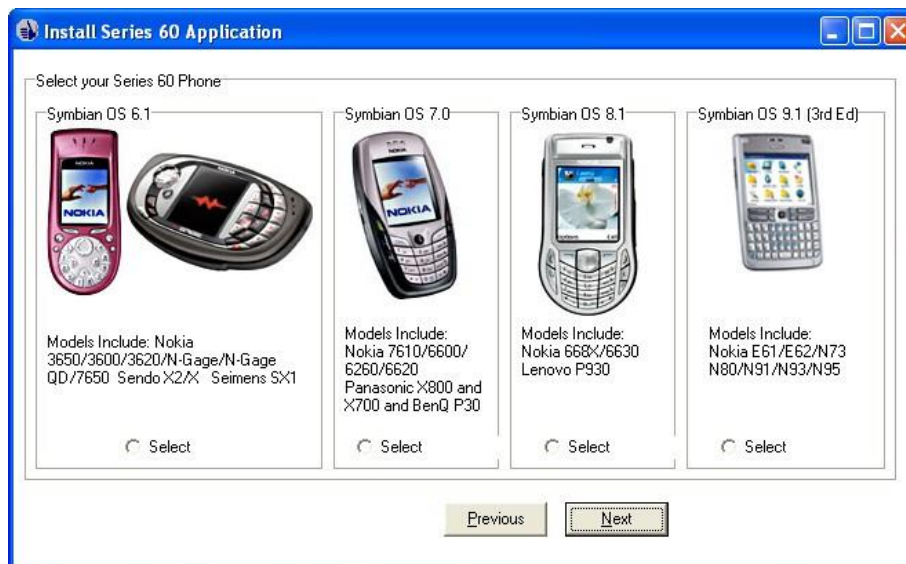 Install Series 60 Application
Select your Series 60 Phone
Symbian OS 6.1
NOKIA
NOKIA
Models Include: Nokia
3650/3600/3620/N-Gage/N-Gage
QD/7650 Sendo X2/X Seimens SX1
Select
Symbian OS 7.0
NOKIA
NOKIA
Models Include:
Nokia 7610/6600/
6260/6620
Panasonic X800 and
X700 and BenQ P30
Select
Symbian OS 8.1
Options Exit
Models Include:
Nokia 668X/6630
Lenovo P930
Select
Symbian OS 9.1 (3rd Ed)
Models Include:
Nokia E61/E62/N73
N80/N91/N93/N95
Select
Previous
Next